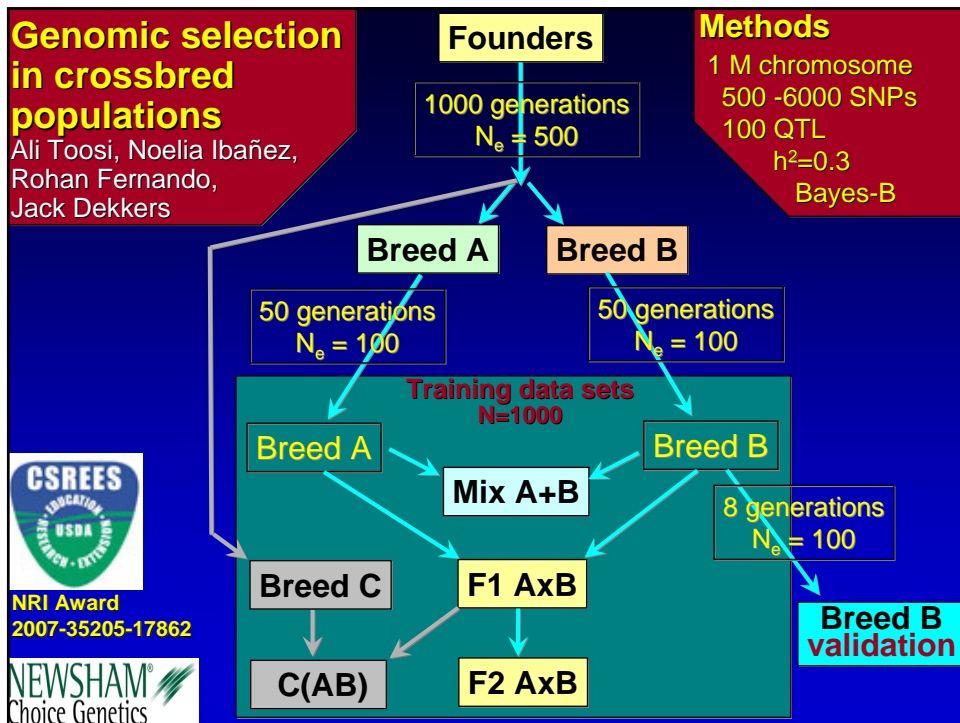 Genomic selection
in crossbred
populations
Ali Toosi, Noelia Ibañez,
Rohan Fernando,
Jack Dekkers
Founders
1000 generations
Ne = 500
Methods
1 M chromosome
500 -6000 SNPs
100 QTL
h²=0.3
Bayes-B
Breed A
Breed B
50 generations
Ne = 100
50 generations
Ne = 100
Training data sets
N=1000
Breed A
Breed B
Mix A+B
8 generations
Ne = 100
Breed C
F1 AxB
Breed B
validation
C(AB)
F2 AxB
CSREES
EDUCATION
USDA
RESEARCH - EXTENSION
NRI Award
2007-35205-17862
NEWSHAM®
Choice Genetics